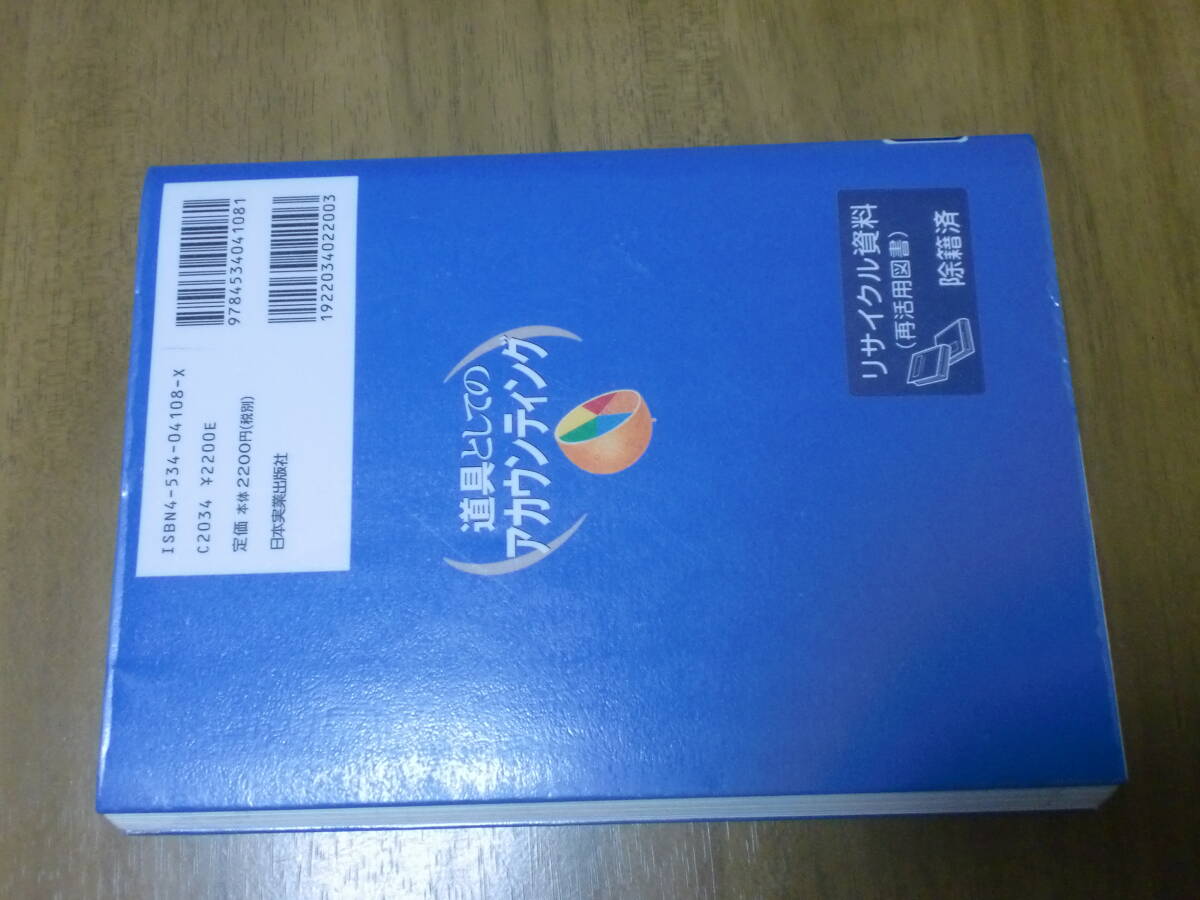 9784534041081
1922034022003
ISBN4-534-04108-X
C2034 ¥2200E
定価 本体2200円(税別)
日本実業出版社
道具としての
アカウンティング
リサイクル資料
(再活用図書)
除籍済